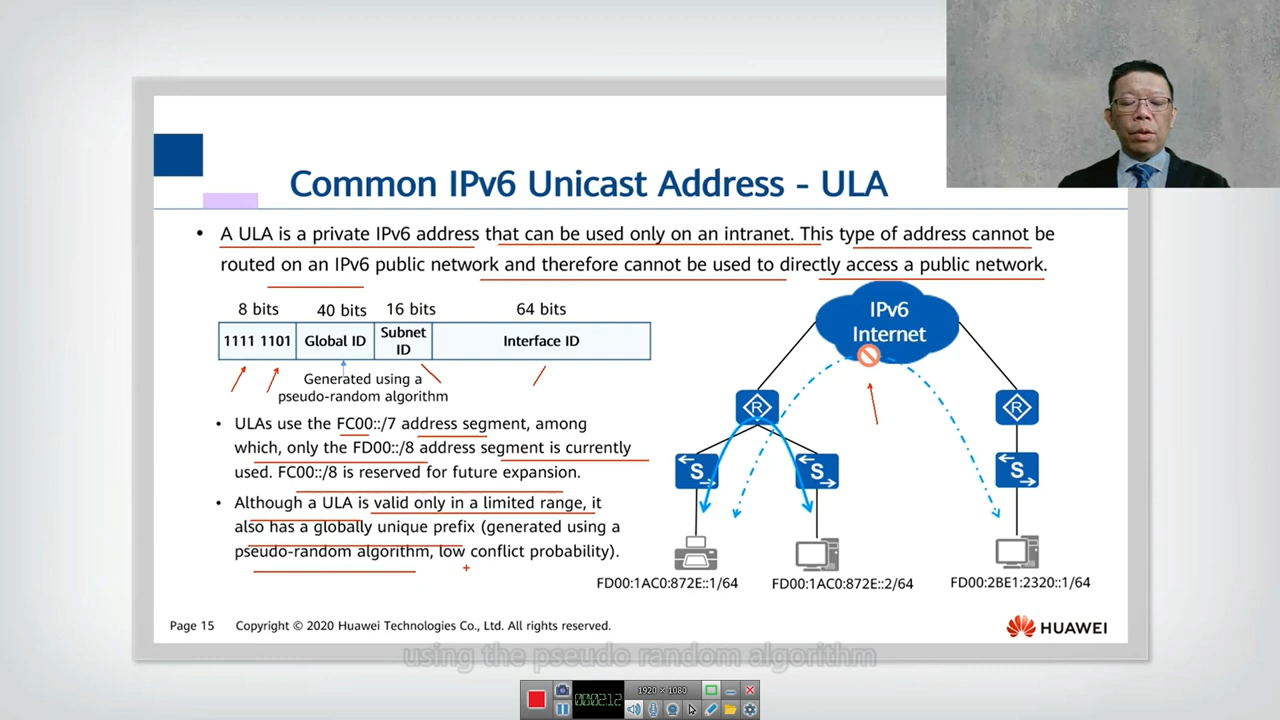 Common IPv6 Unicast Address - ULA
• A ULA is a private IPv6 address that can be used only on an intranet. This type of address cannot be
routed on an IPv6 public network and therefore cannot be used to directly access a public network.
8 bits 40 bits 16 bits 64 bits
1111 1101 Global ID Subnet ID Interface ID
Generated using a
pseudo-random algorithm
• ULAs use the FC00::/7 address segment, among
which, only the FD00::/8 address segment is currently
used. FC00::/8 is reserved for future expansion.
• Although a ULA is valid only in a limited range, it
also has a globally unique prefix (generated using a
pseudo-random algorithm, low conflict probability).
IPv6
Internet
R R
S S S
FD00:1AC0:872E::1/64 FD00:1AC0:872E::2/64 FD00:2BE1:2320::1/64
Page 15 Copyright © 2020 Huawei Technologies Co., Ltd. All rights reserved.
HUAWEI
using the pseudo random algorithm
1920 × 1080
000:02:12